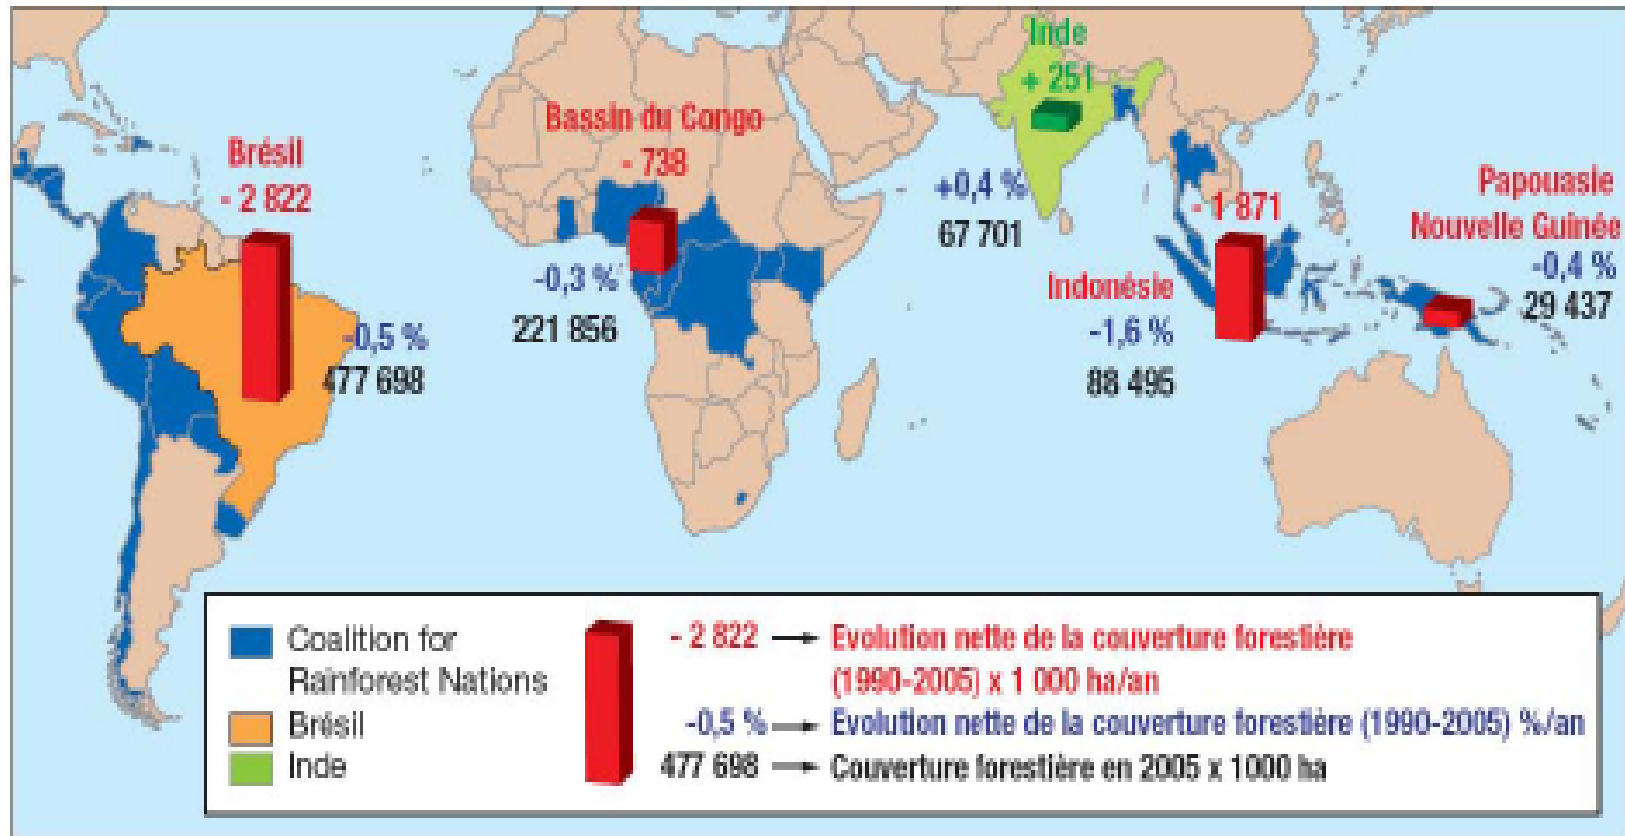 Inde
+ 251
Bassin du Congo
- 738
Brésil
- 2 822
+0,4 %
67 701
Papouasie
Nouvelle Guinée
-0,4 %
29 437
- 1 871
Indonésie
-1,6 %
88 495
-0,3 %
221 856
-0,5 %
477 698
Coalition for
Rainforest Nations
Brésil
Inde
- 2 822 → Evolution nette de la couverture forestière
(1990-2005) x 1 000 ha/an
-0,5 % → Evolution nette de la couverture forestière (1990-2005) %/an
477 698 → Couverture forestière en 2005 x 1000 ha